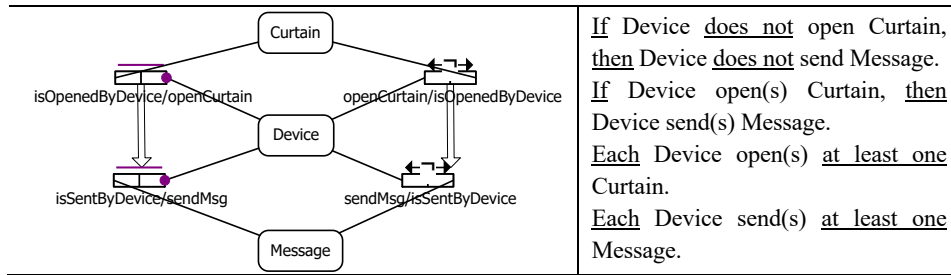 Curtain
isOpenedByDevice/openCurtain
openCurtain/isOpenedByDevice
Device
isSentByDevice/sendMsg
sendMsg/isSentByDevice
Message
If Device does not open Curtain,
then Device does not send Message.
If Device open(s) Curtain, then
Device send(s) Message.
Each Device open(s) at least one
Curtain.
Each Device send(s) at least one
Message.